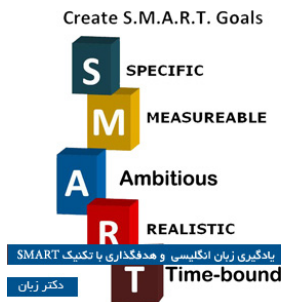 Create S.M.A.R.T. Goals
S SPECIFIC
M MEASUREABLE
A Ambitious
R REALISTIC
یادگیری زبان انگلیسی و هدفگذاری با تکنیک SMART
T Time-bound
دکتر زبان